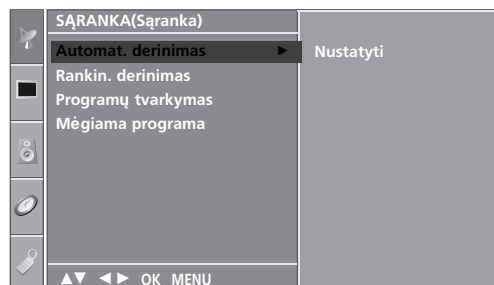 SĄRANKA(Sąranka)
Automat. derinimas ►
Nustatyti
Rankin. derinimas
Programų tvarkymas
Mėgiama programa
▲▼ ◄► OK MENU